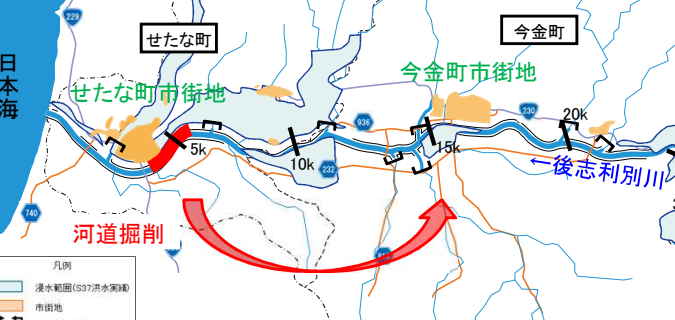 229
せたな町
今金町
日本海
せたな町市街地
今金町市街地
936
230
20k
5k
10k
15k
232
←後志利別川
740
河道掘削
凡例
浸水範囲(S37洪水実績)
市街地